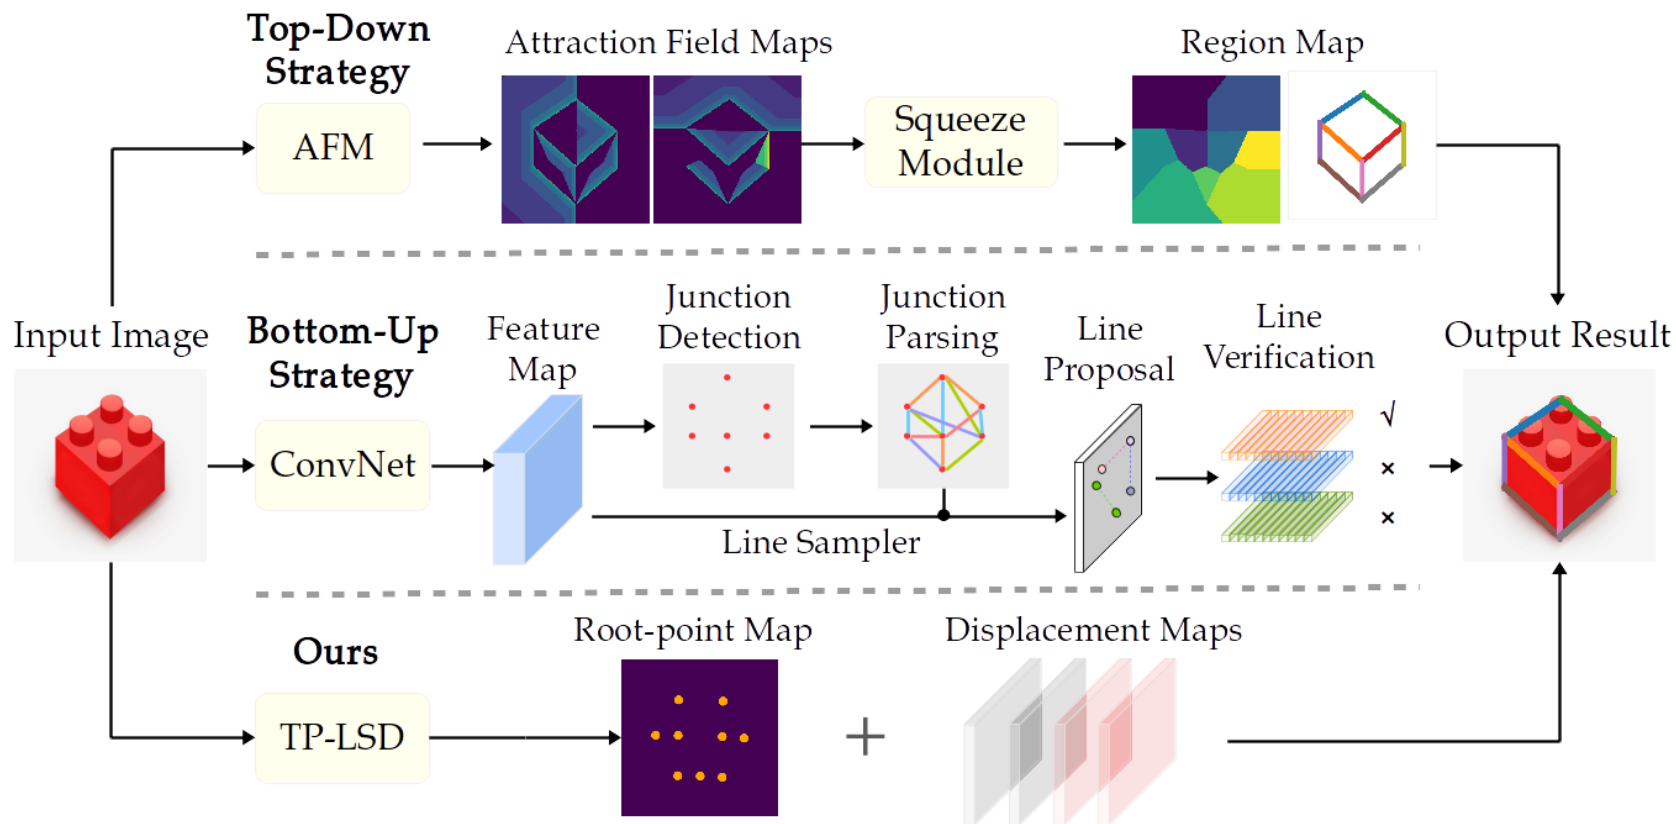 Top-Down
Strategy
AFM
Attraction Field Maps
Squeeze
Module
Region Map
Input Image
Bottom-Up
Strategy
ConvNet
Feature
Map
Junction
Detection
Junction
Parsing
Line Sampler
Line
Proposal
Line
Verification
√
×
×
Output Result
Ours
TP-LSD
Root-point Map
+
Displacement Maps